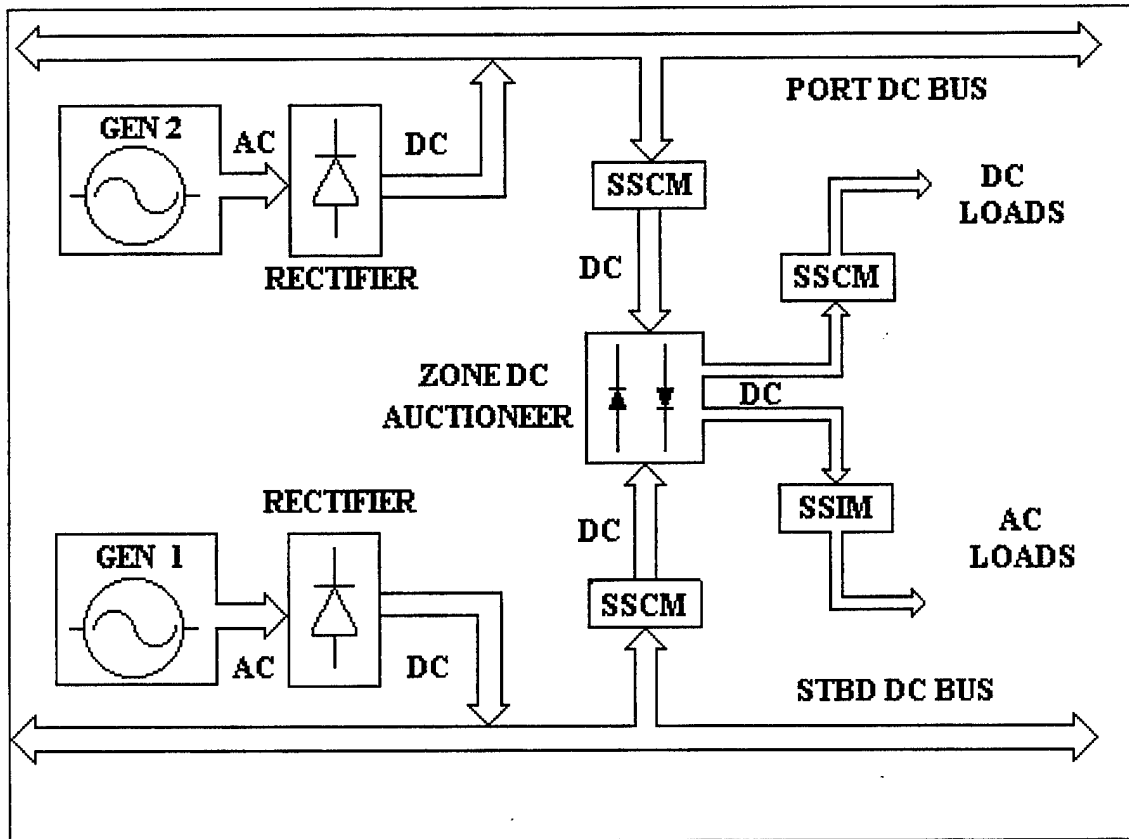 PORT DC BUS
GEN 2
AC
DC
RECTIFIER
SSCM
DC
DC
LOADS
SSCM
ZONE DC
AUCTIONEER
DC
RECTIFIER
SSIM
DC
AC
LOADS
GEN 1
AC
DC
SSCM
STBD DC BUS